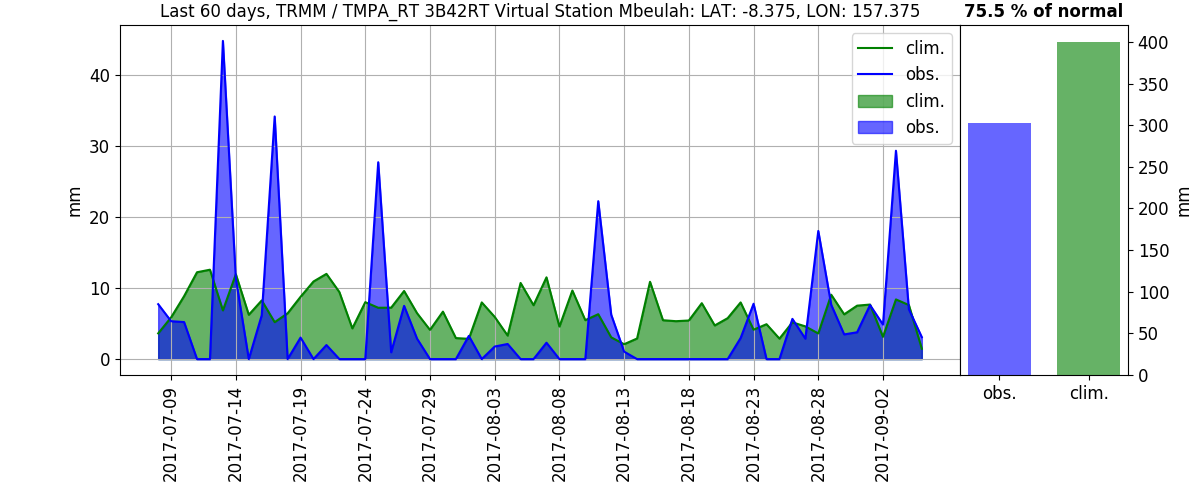 Last 60 days, TRMM / TMPA_RT 3B42RT Virtual Station Mbeulah: LAT: -8.375, LON: 157.375
75.5 % of normal
clim.
obs.
clim.
obs.
mm
40
30
20
10
0
400
350
300
250
200
150
100
50
0
mm
2017-07-09
2017-07-14
2017-07-19
2017-07-24
2017-07-29
2017-08-03
2017-08-08
2017-08-13
2017-08-18
2017-08-23
2017-08-28
2017-09-02
obs.
clim.